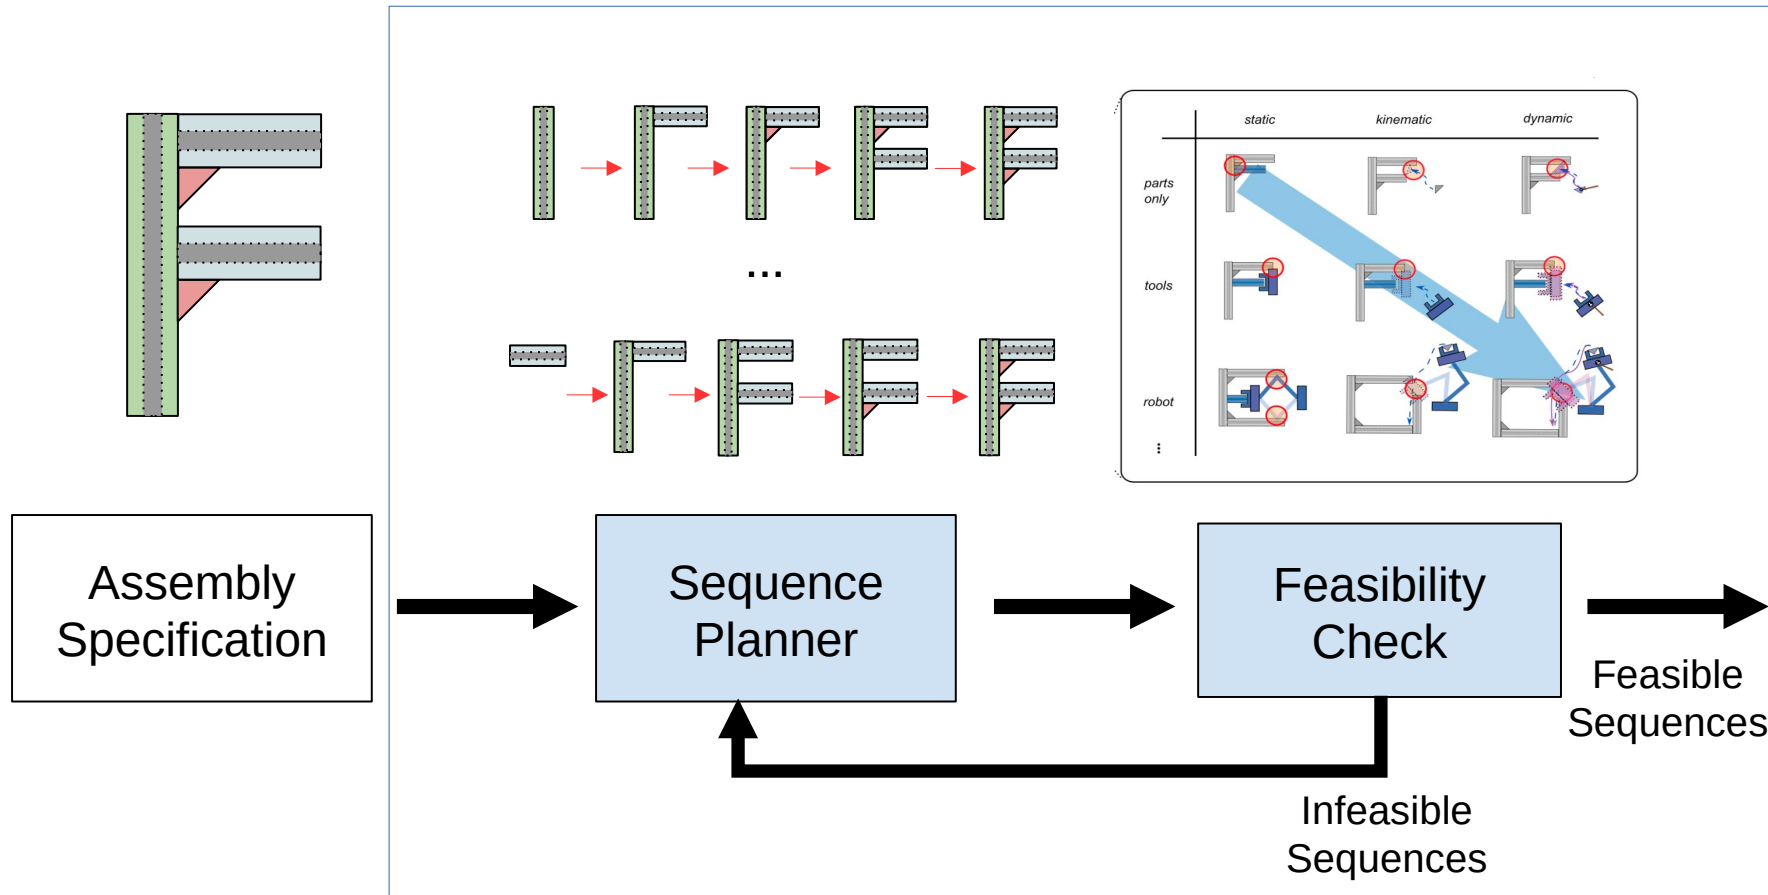 static kinematic dynamic
parts
only
...
tools
robot
...
Assembly
Specification
Sequence
Planner
Feasibility
Check
Feasible
Sequences
Infeasible
Sequences